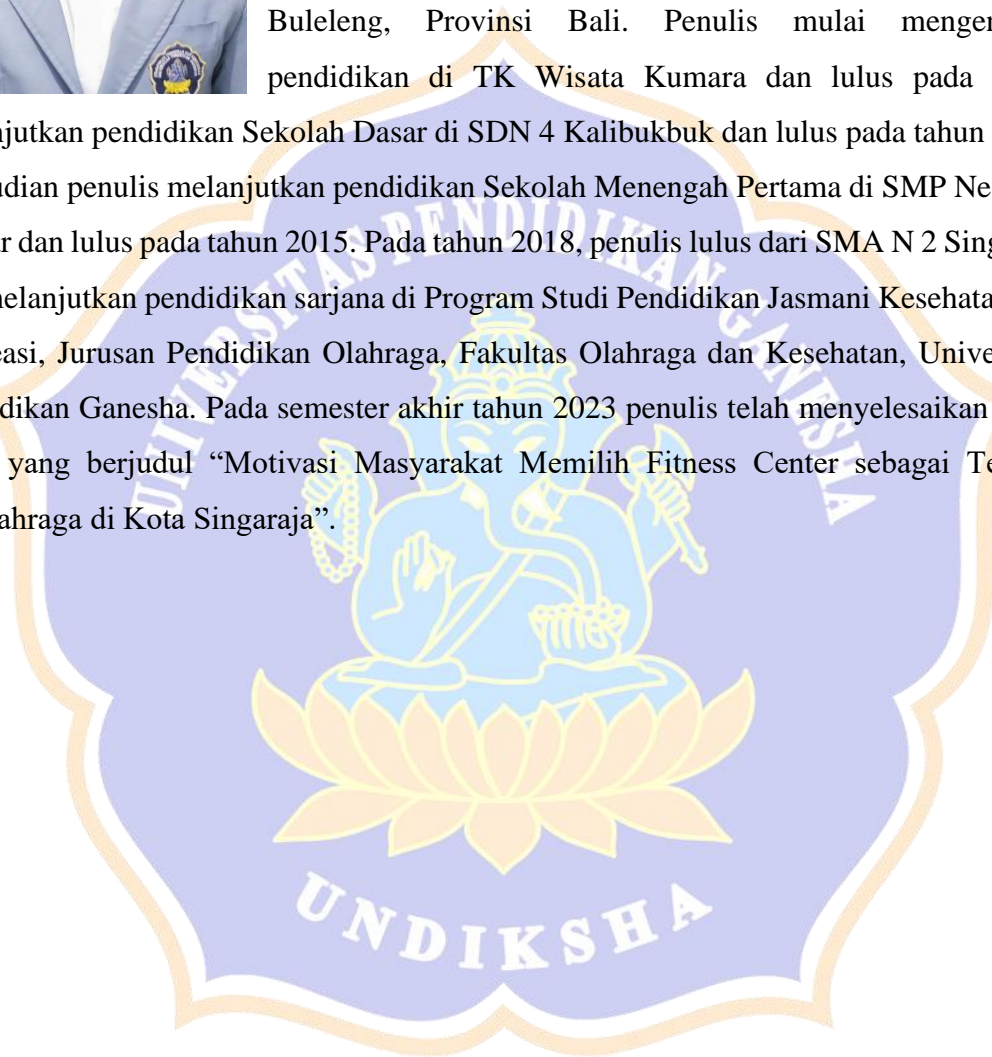 Buleleng, Provinsi Bali. Penulis mulai menger
pendidikan di TK Wisata Kumara dan lulus pada
njutkan pendidikan Sekolah Dasar di SDN 4 Kalibukbuk dan lulus pada tahun
udian penulis melanjutkan pendidikan Sekolah Menengah Pertama di SMP Ne
r dan lulus pada tahun 2015. Pada tahun 2018, penulis lulus dari SMA N 2 Sing
melanjutkan pendidikan sarjana di Program Studi Pendidikan Jasmani Kesehata
easi, Jurusan Pendidikan Olahraga, Fakultas Olahraga dan Kesehatan, Unive
didikan Ganesha. Pada semester akhir tahun 2023 penulis telah menyelesaikan
yang berjudul “Motivasi Masyarakat Memilih Fitness Center sebagai Te
ahraga di Kota Singaraja”.
UNIVERSITAS PENDIDIKAN GANESHA
UNDIKSHA